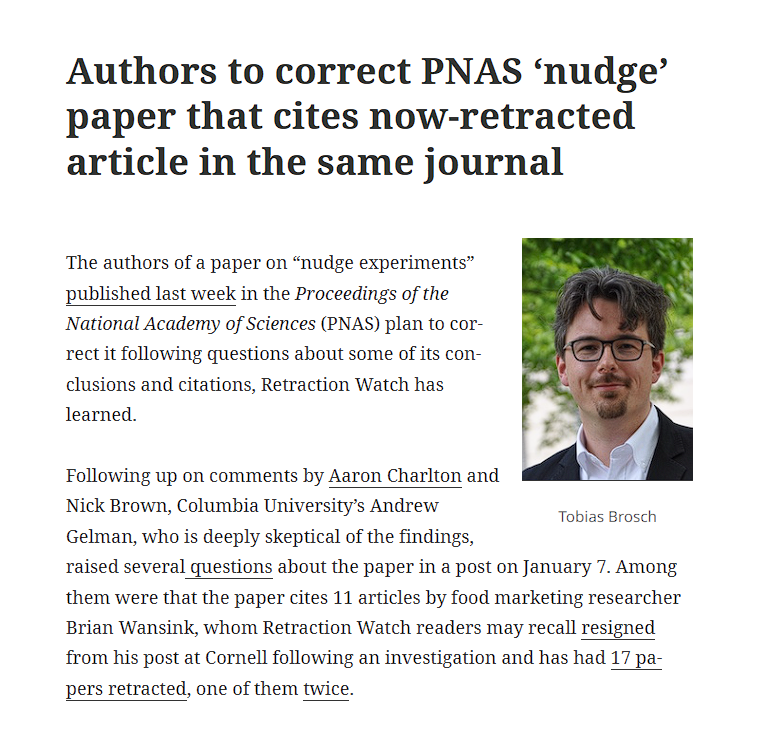 Authors to correct PNAS ‘nudge’
paper that cites now-retracted
article in the same journal
The authors of a paper on “nudge experiments”
published last week in the Proceedings of the
National Academy of Sciences (PNAS) plan to cor-
rect it following questions about some of its con-
clusions and citations, Retraction Watch has
learned.
Tobias Brosch
Following up on comments by Aaron Charlton and
Nick Brown, Columbia University’s Andrew
Gelman, who is deeply skeptical of the findings,
raised several questions about the paper in a post on January 7. Among
them were that the paper cites 11 articles by food marketing researcher
Brian Wansink, whom Retraction Watch readers may recall resigned
from his post at Cornell following an investigation and has had 17 pa-
pers retracted, one of them twice.